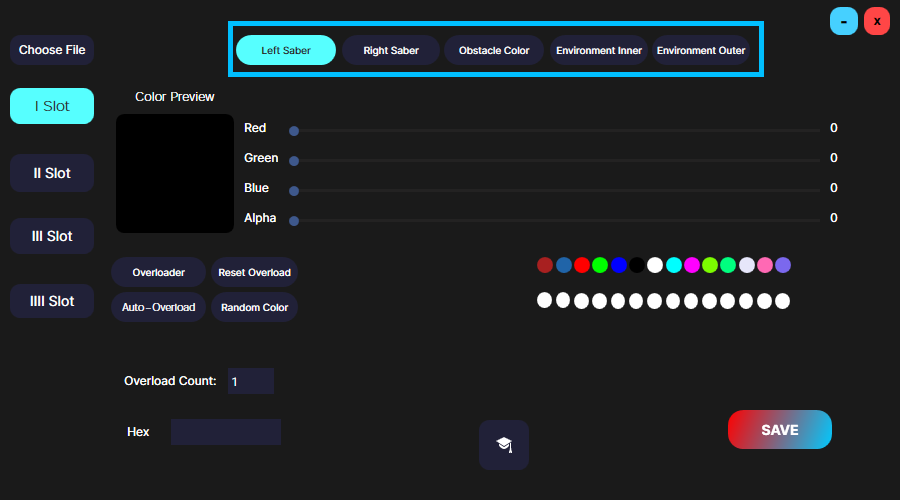 - x
Choose File
Left Saber Right Saber Obstacle Color Environment Inner Environment Outer
I Slot
Color Preview
Red 0
Green 0
Blue 0
Alpha 0
II Slot
III Slot
IIII Slot
Overloader Reset Overload
Auto-Overload Random Color
Overload Count: 1
Hex
SAVE